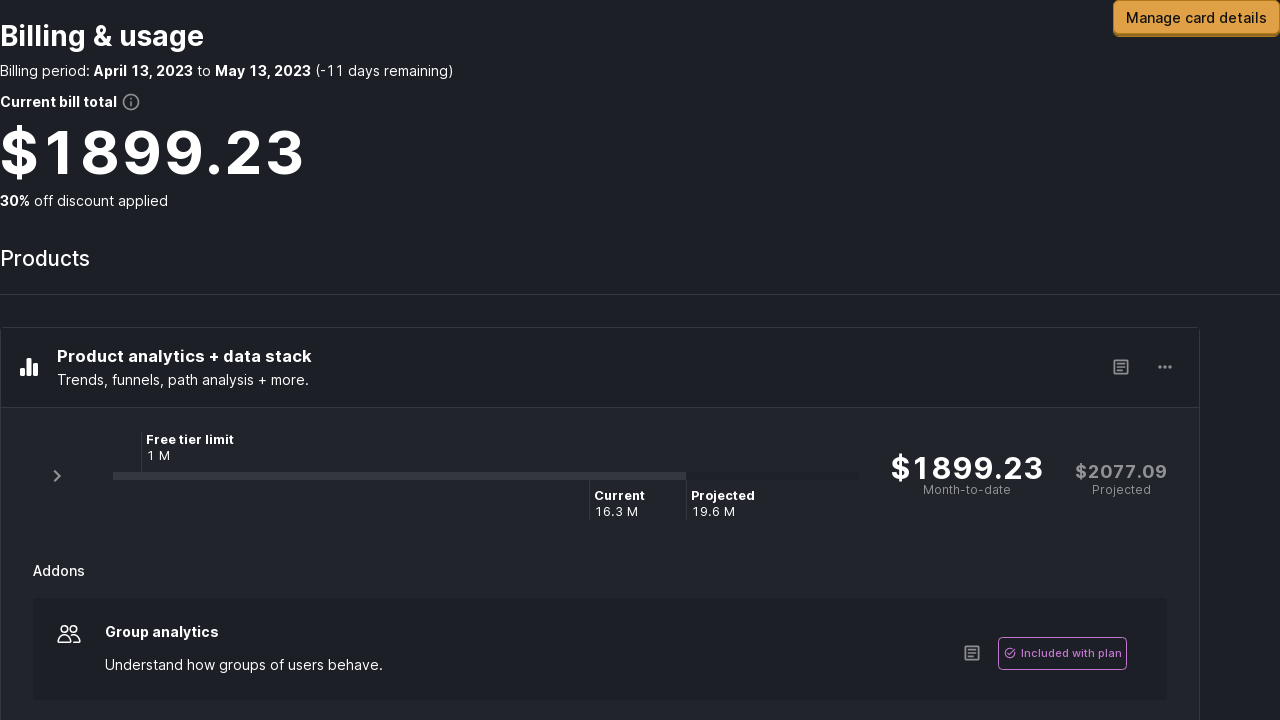 Billing & usage
Manage card details
Billing period: April 13, 2023 to May 13, 2023 (-11 days remaining)
Current bill total
$1899.23
30% off discount applied
Products
Product analytics + data stack
Trends, funnels, path analysis + more.
Free tier limit
1 M
$1899.23
Month-to-date
$2077.09
Projected
Current
16.3 M
Projected
19.6 M
Addons
Group analytics
Understand how groups of users behave.
Included with plan